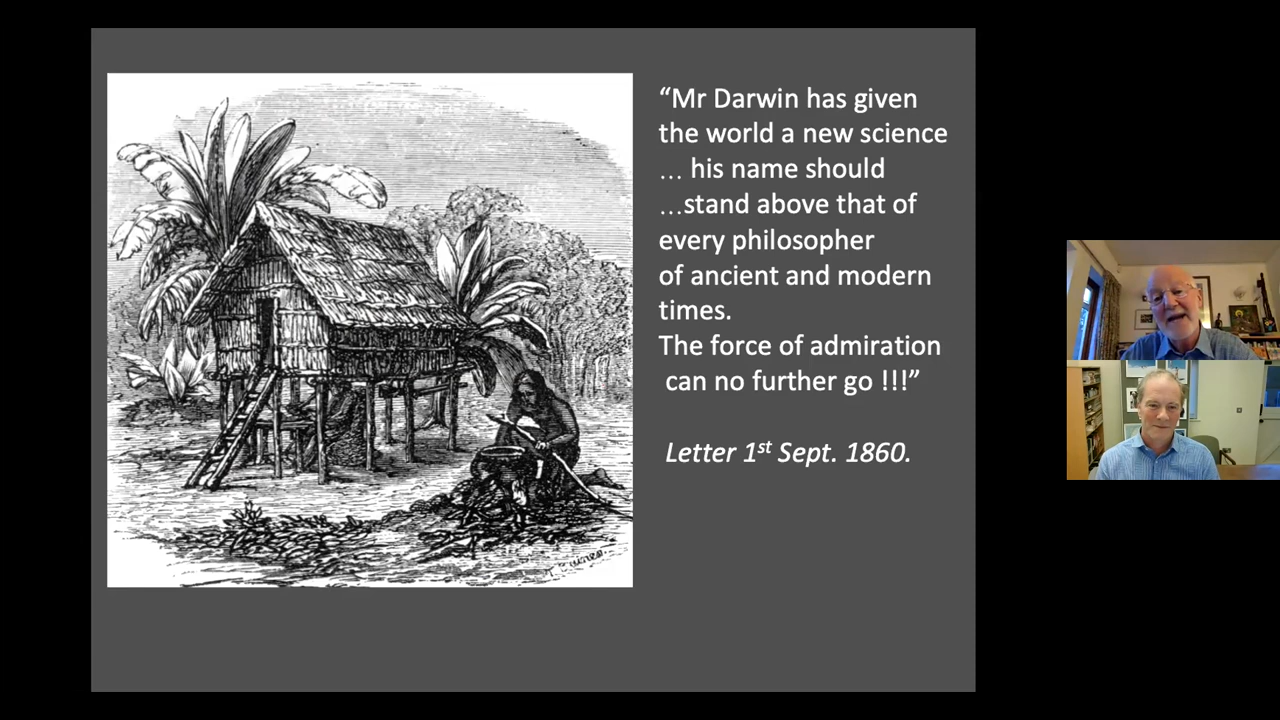 “Mr Darwin has given
the world a new science
… his name should
…stand above that of
every philosopher
of ancient and modern
times.
The force of admiration
can no further go !!!”
Letter 1st Sept. 1860.